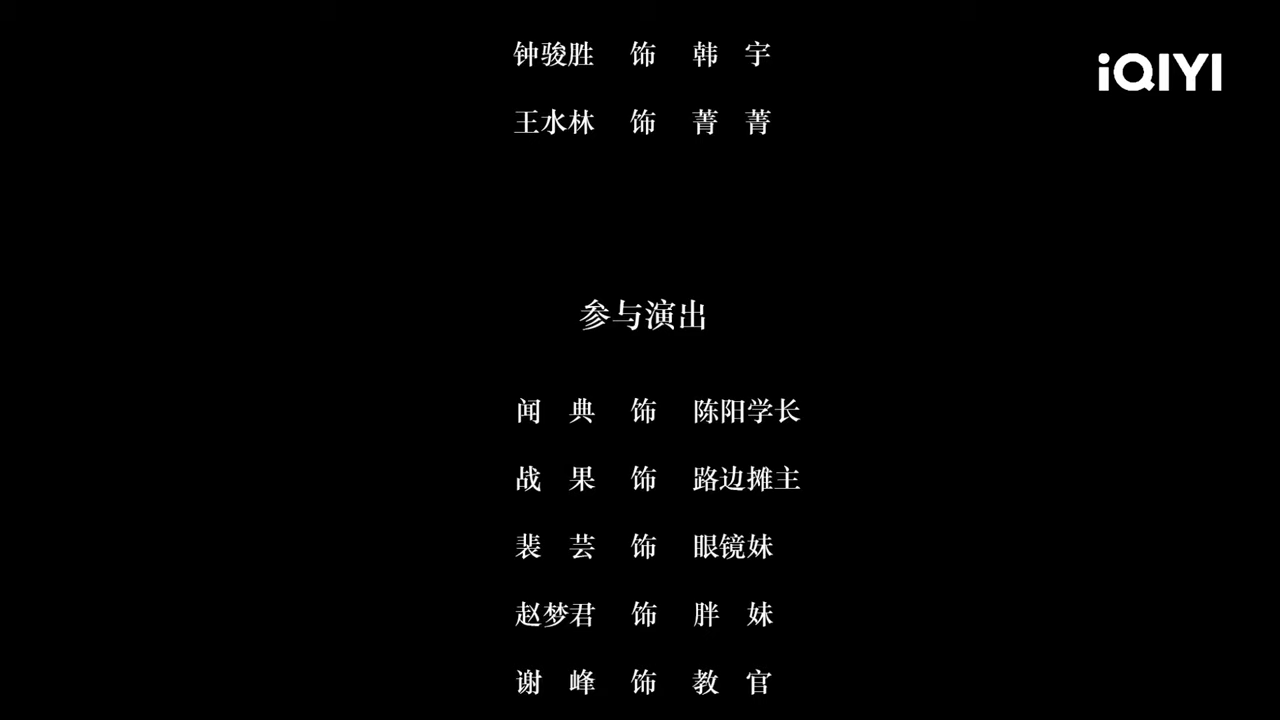 钟骏胜 饰 韩 宇
iQIYI
王水林 饰 菁 菁
参与演出
闻 典 饰 陈阳学长
战 果 饰 路边摊主
裴 芸 饰 眼镜妹
赵梦君 饰 胖 妹
谢 峰 饰 教 官